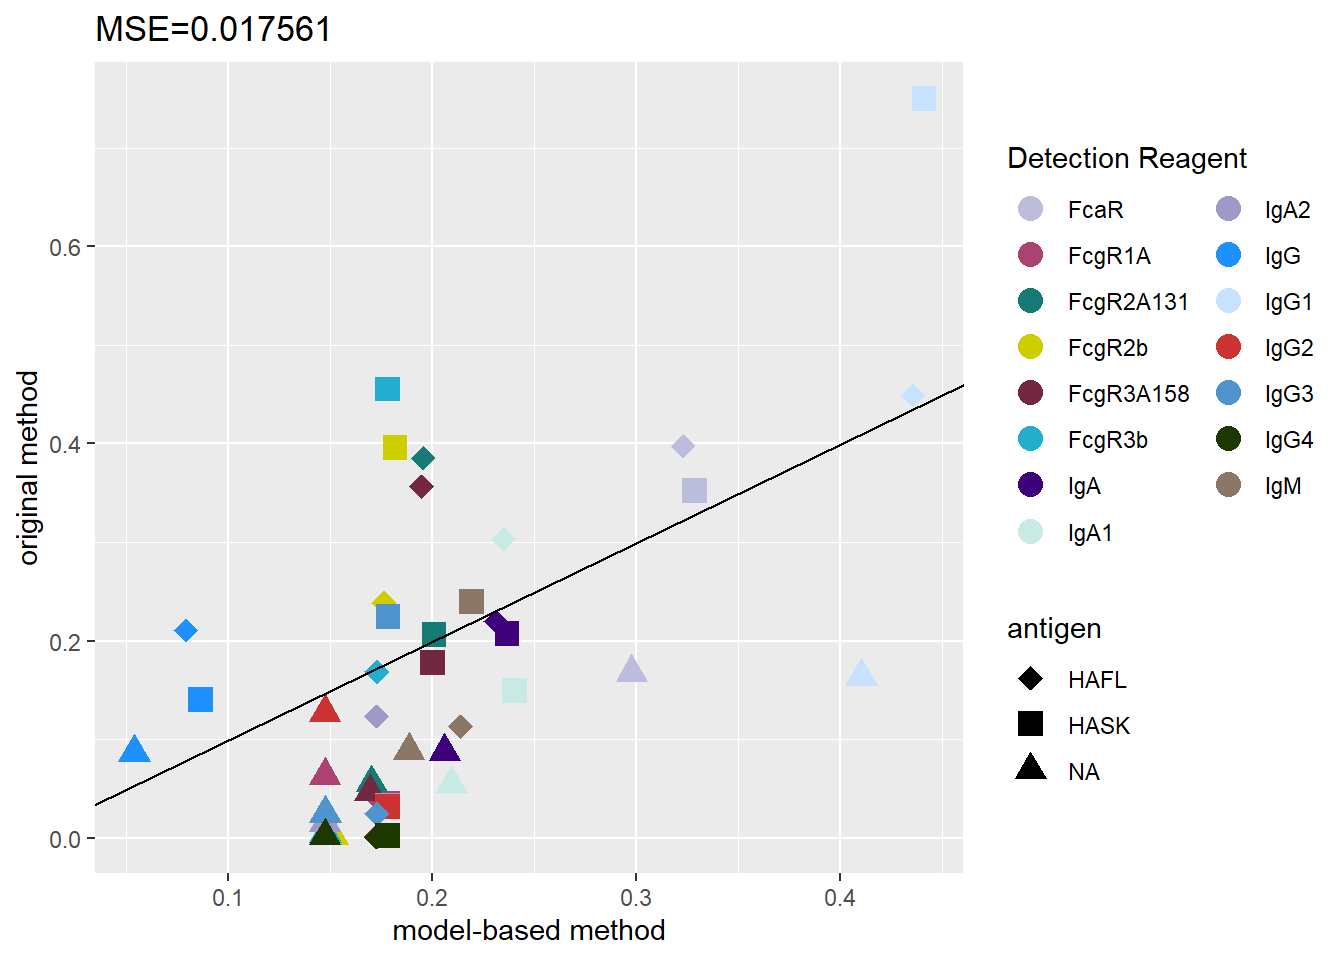 MSE=0.017561
original method
0.6
0.4
0.2
0.0
0.1 0.2 0.3 0.4
model-based method
Detection Reagent
FcaR IgA2
FcgR1A IgG
FcgR2A131 IgG1
FcgR2b IgG2
FcgR3A158 IgG3
FcgR3b IgG4
IgA IgM
IgA1
antigen
HAFL
HASK
NA